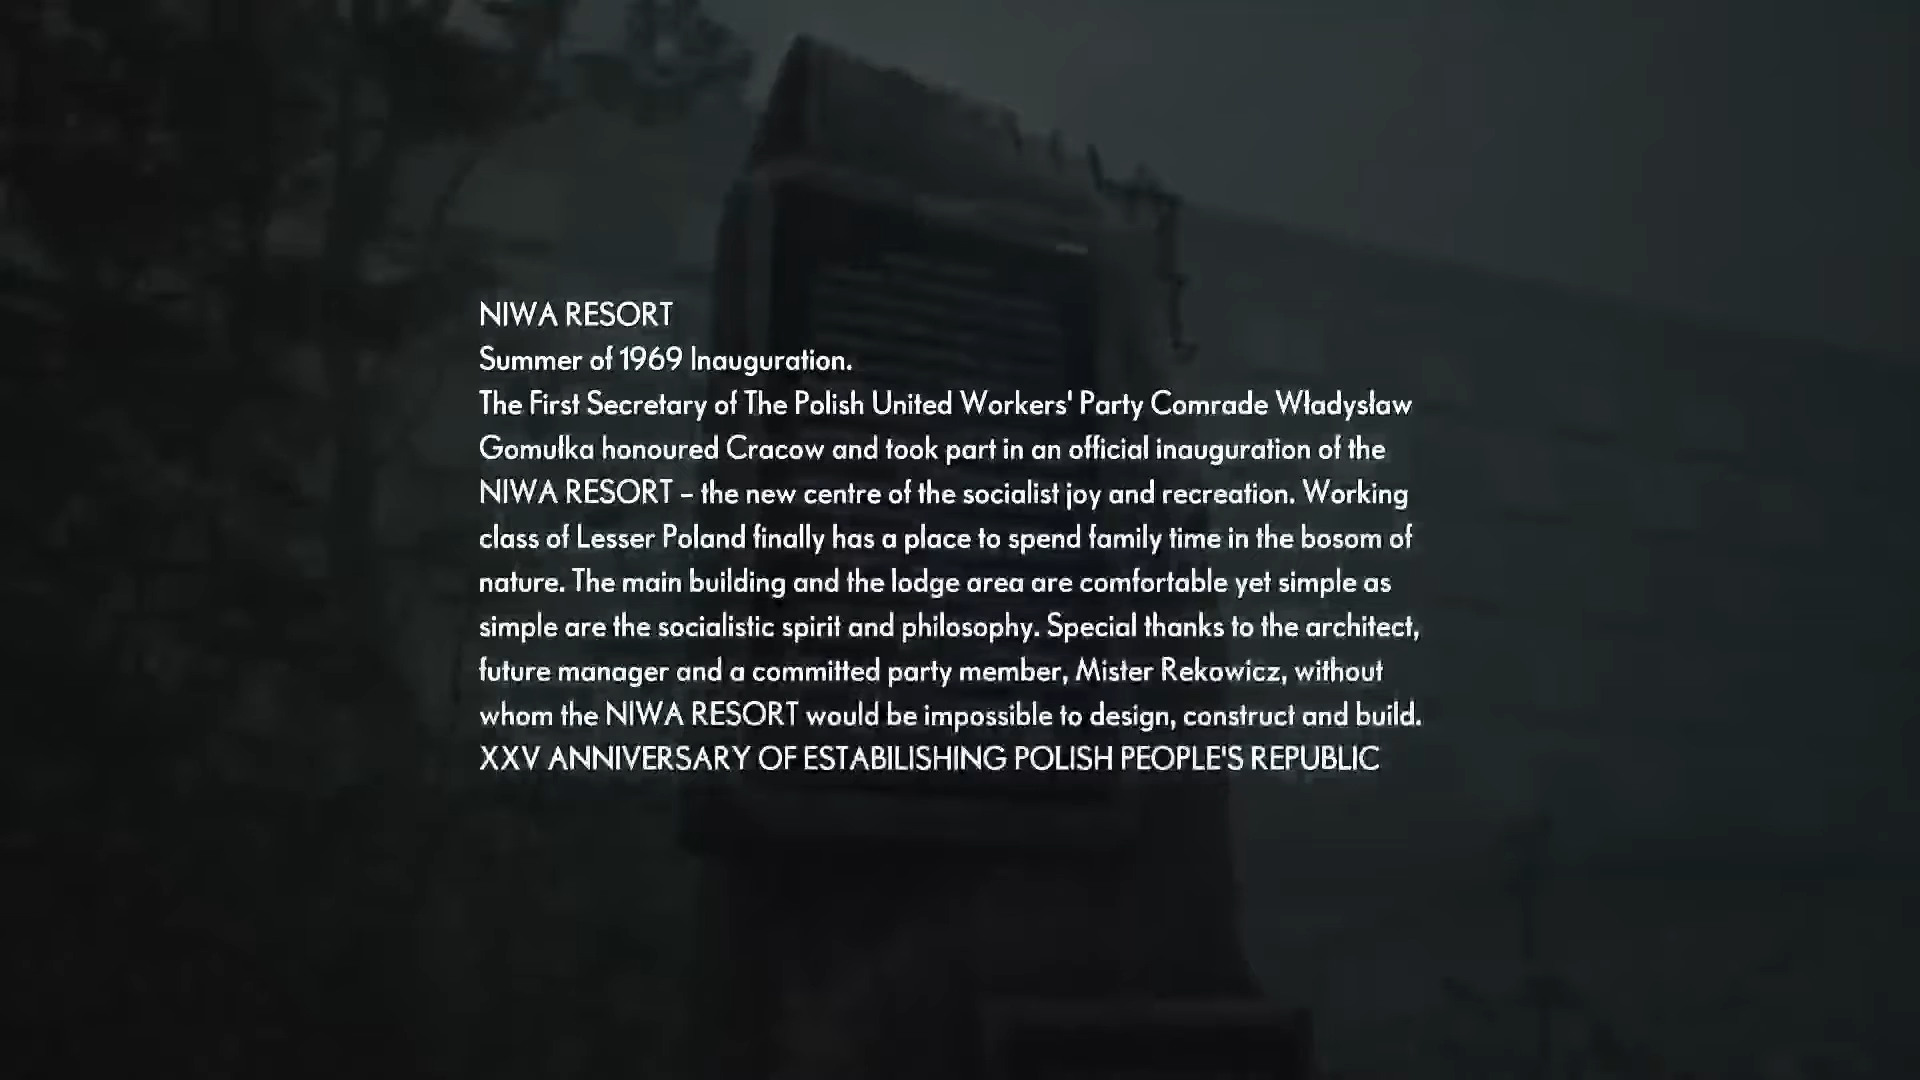 NIWA RESORT
Summer of 1969 Inauguration.
The First Secretary of The Polish United Workers' Party Comrade Władysław
Gomułka honoured Cracow and took part in an official inauguration of the
NIWA RESORT – the new centre of the socialist joy and recreation. Working
class of Lesser Poland finally has a place to spend family time in the bosom of
nature. The main building and the lodge area are comfortable yet simple as
simple are the socialistic spirit and philosophy. Special thanks to the architect,
future manager and a committed party member, Mister Rekowicz, without
whom the NIWA RESORT would be impossible to design, construct and build.
XXV ANNIVERSARY OF ESTABILISHING POLISH PEOPLE'S REPUBLIC